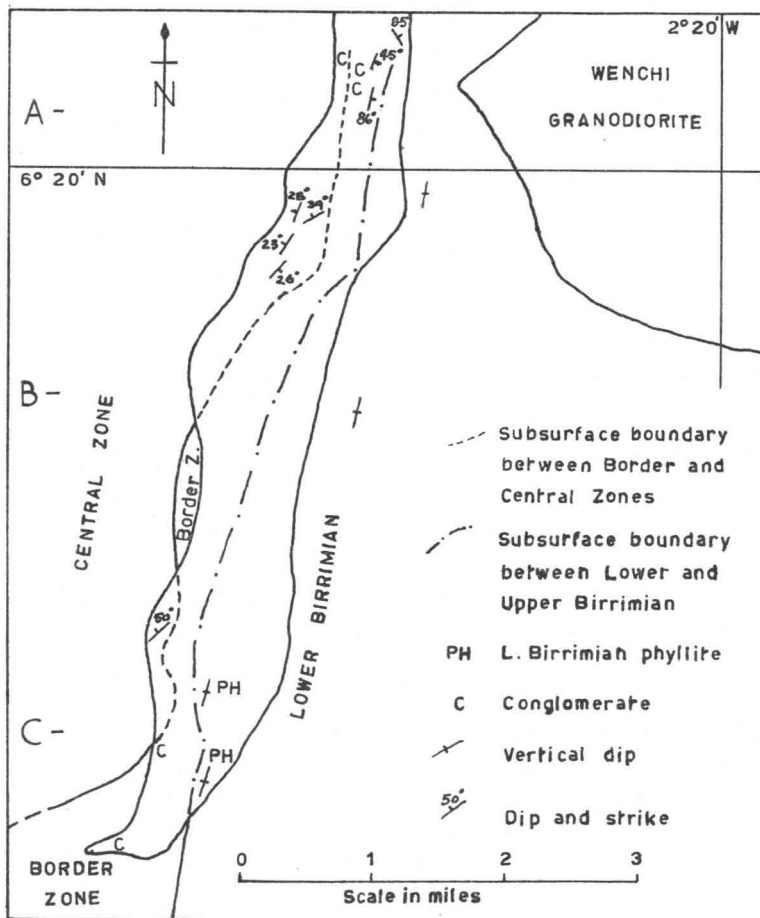 2° 20' W
85
45°
C
C
C
WENCHI
GRANODIORITE
N
A -
86°
6° 20' N
28°
39°
23°
26°
B -
CENTRAL ZONE
Border Z.
LOWER BIRRIMIAN
Subsurface boundary
between Border and
Central Zones
Subsurface boundary
between Lower and
Upper Birrimian
50°
PH
PH L. Birrimian phyllite
C Conglomerate
C -
C
PH
Vertical dip
50° Dip and strike
C
BORDER
ZONE
0 1 2 3
Scale in miles